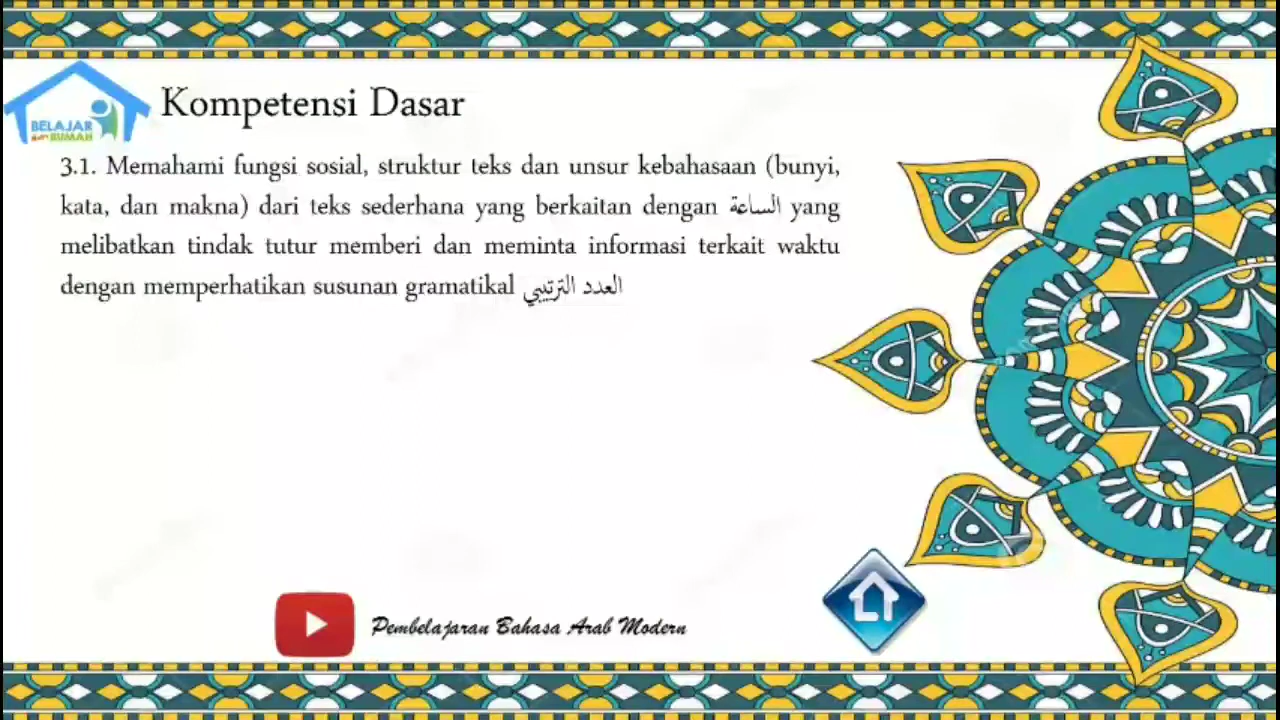 Kompetensi Dasar
BELAJAR
dari RUMAH
3.1. Memahami fungsi sosial, struktur teks dan unsur kebahasaan (bunyi,
kata, dan makna) dari teks sederhana yang berkaitan dengan الساعة yang
melibatkan tindak tutur memberi dan meminta informasi terkait waktu
dengan memperhatikan susunan gramatikal العدد الترتيبي
Pembelajaran Bahasa Arab Modern